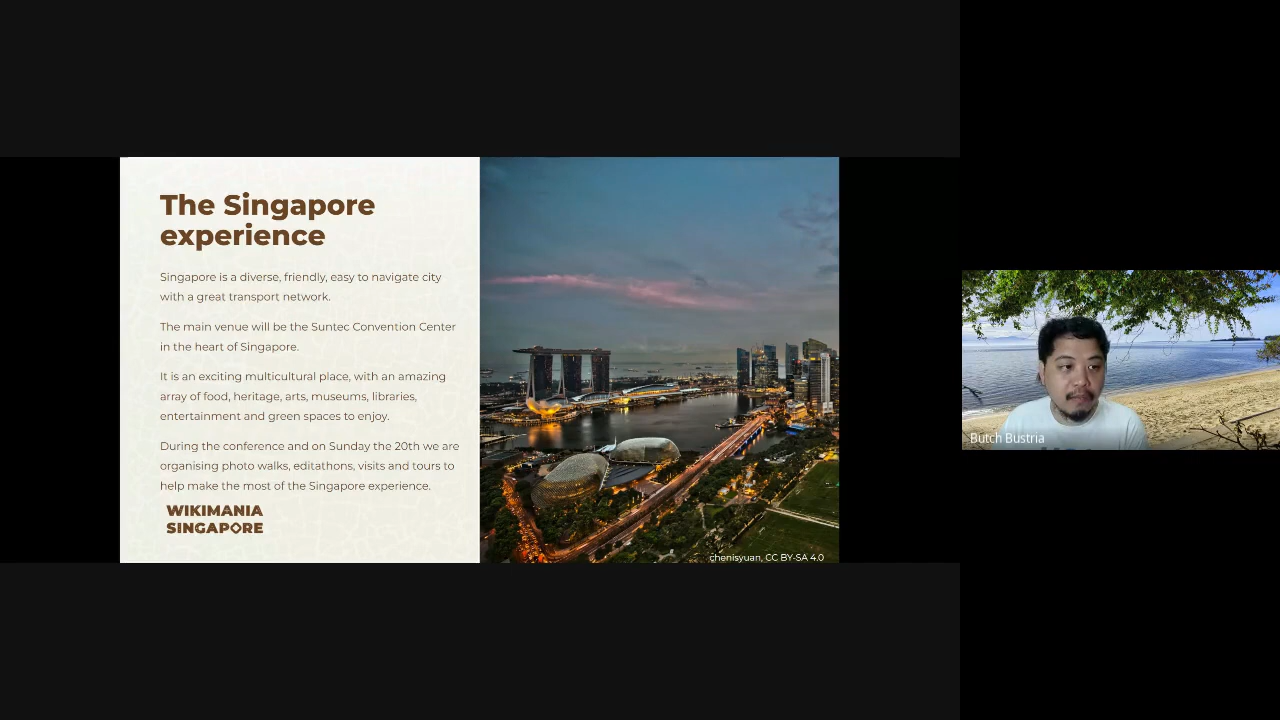 The Singapore
experience
Singapore is a diverse, friendly, easy to navigate city
with a great transport network.
The main venue will be the Suntec Convention Center
in the heart of Singapore.
It is an exciting multicultural place, with an amazing
array of food, heritage, arts, museums, libraries,
entertainment and green spaces to enjoy.
During the conference and on Sunday the 20th we are
organising photo walks, editathons, visits and tours to
help make the most of the Singapore experience.
WIKIMANIA
SINGAPORE
chenisyuan, CC BY-SA 4.0
Butch Bustria